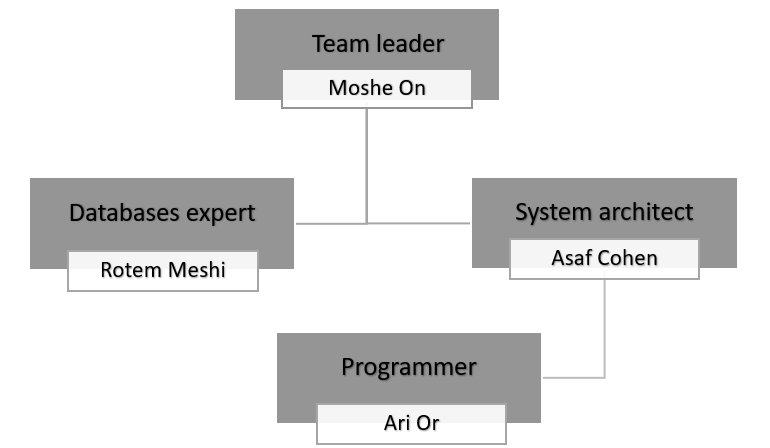 Team leader
Moshe On
Databases expert
Rotem Meshi
System architect
Asaf Cohen
Programmer
Ari Or